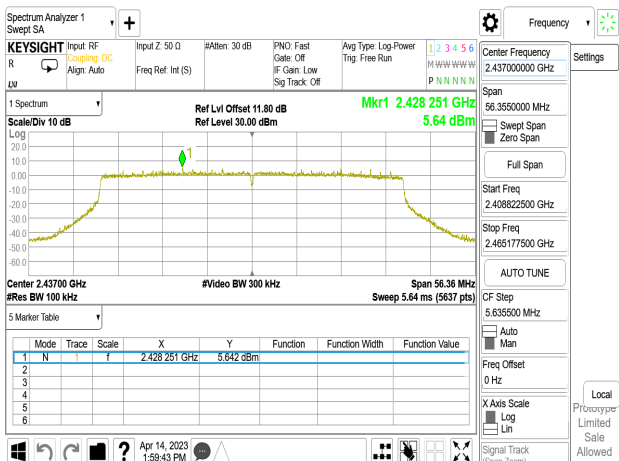 Spectrum Analyzer 1
Swept SA
Frequency
Settings
KEYSIGHT
R
LNI
Input: RF
Coupling: DC
Align: Auto
Input Z: 50 Ω
Freq Ref: Int (S)
#Atten: 30 dB
PNO: Fast
Gate: Off
IF Gain: Low
Sig Track: Off
Avg Type: Log-Power
Trig: Free Run
1 2 3 4 5 6
M W W W W W
P N N N N N
1 Spectrum
Scale/Div 10 dB
Ref Lvl Offset 11.80 dB
Ref Level 30.00 dBm
Mkr1 2.428 251 GHz
5.64 dBm
Log
20.0
10.0
0.00
-10.0
-20.0
-30.0
-40.0
-50.0
-60.0
1
Center 2.43700 GHz
#Video BW 300 kHz
Span 56.36 MHz
#Res BW 100 kHz
Sweep 5.64 ms (5637 pts)
5 Marker Table
Mode Trace Scale X Y Function Function Width Function Value
1 N 1 f 2.428 251 GHz 5.642 dBm
2
3
4
5
6
Apr 14, 2023
1:59:43 PM
Center Frequency
2.437000000 GHz
Span
56.3550000 MHz
Swept Span
Zero Span
Full Span
Start Freq
2.408822500 GHz
Stop Freq
2.465177500 GHz
AUTO TUNE
CF Step
5.635500 MHz
Auto
Man
Freq Offset
0 Hz
X Axis Scale
Log
Lin
Signal Track
(Span Zoom)
Local
Prototype
Limited
Sale
Allowed